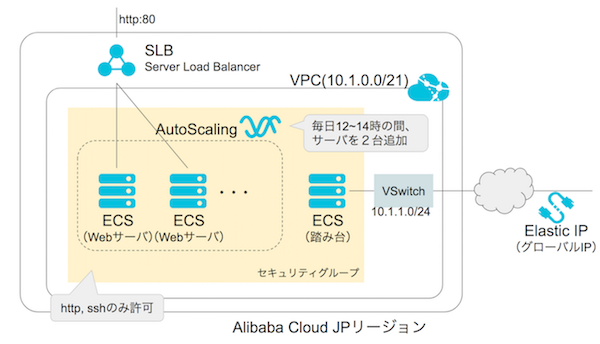 http:80
SLB
Server Load Balancer
VPC(10.1.0.0/21)
AutoScaling
毎日12~14時の間、
サーバを２台追加
・・・
ECS
（Webサーバ）
ECS
（Webサーバ）
ECS
（踏み台）
VSwitch
10.1.1.0/24
Elastic IP
（グローバルIP）
セキュリティグループ
http, sshのみ許可
Alibaba Cloud JPリージョン